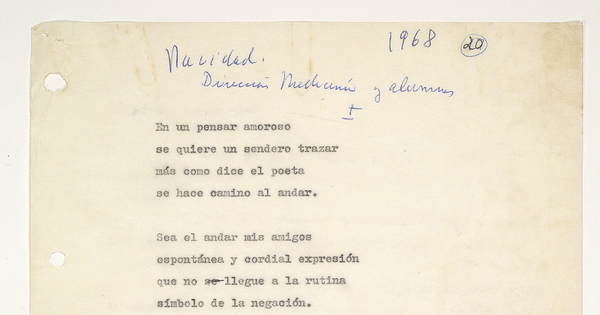 Navidad.
1968
20
Dirección Medicina y alumnos
I
En un pensar amoroso
se quiere un sendero trazar
más como dice el poeta
se hace camino al andar.
Sea el andar mis amigos
espontánea y cordial expresión
que no se llegue a la rutina
símbolo de la negación.